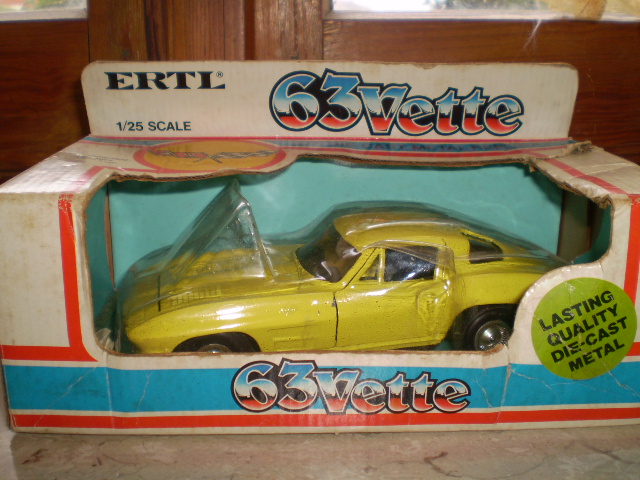 ERTL®
63Vette
1/25 SCALE
LASTING
QUALITY
DIE-CAST
METAL
63Vette